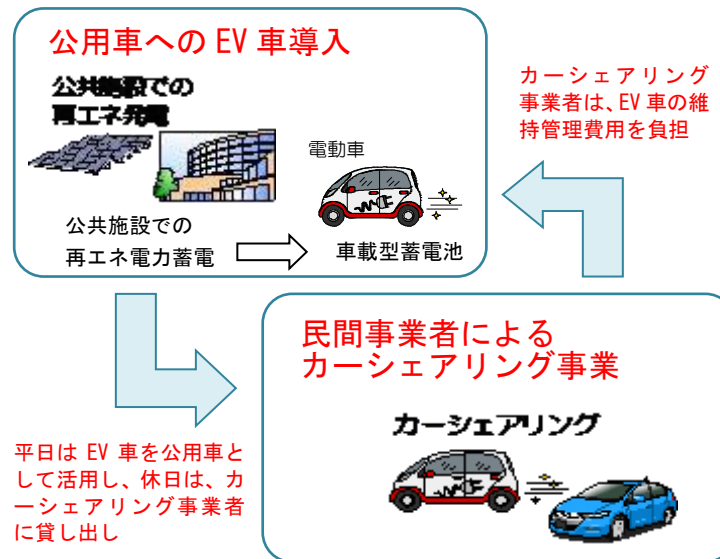 公用車への EV 車導入
公共施設での
再エネ発電
電動車
公共施設での
再エネ電力蓄電
車載型蓄電池
カーシェアリング
事業者は、EV 車の維
持管理費用を負担
民間事業者による
カーシェアリング事業
カーシェアリング
平日は EV 車を公用車と
して活用し、休日は、カ
ーシェアリング事業者
に貸し出し